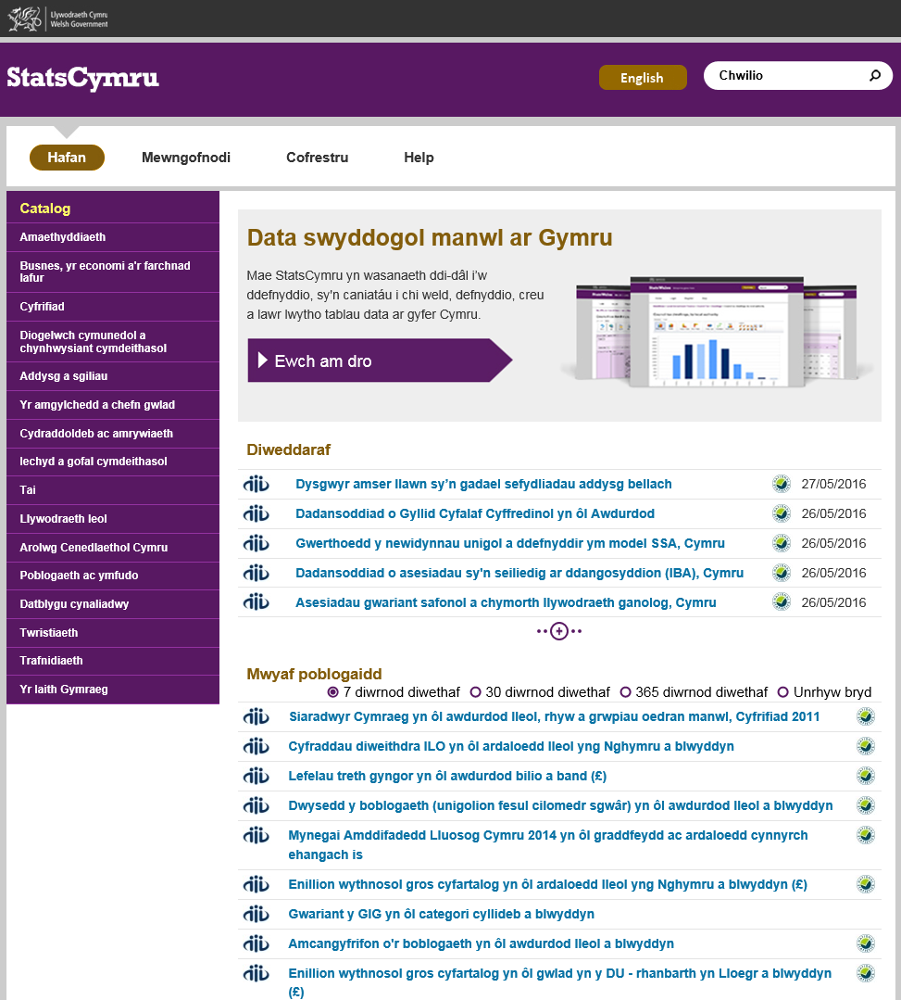 Llywodraeth Cymru
Welsh Government
StatsCymru
English
Chwilio
Hafan
Mewngofnodi
Cofrestru
Help
Catalog
Amaethyddiaeth
Busnes, yr economi a'r farchnad
lafur
Cyfrifiad
Diogelwch cymunedol a
chynhwysiant cymdeithasol
Addysg a sgiliau
Yr amgylchedd a chefn gwlad
Cydraddoldeb ac amrywiaeth
Iechyd a gofal cymdeithasol
Tai
Llywodraeth leol
Arolwg Cenedlaethol Cymru
Poblogaeth ac ymfudo
Datblygu cynaliadwy
Twristiaeth
Trafnidiaeth
Yr Iaith Gymraeg
Data swyddogol manwl ar Gymru
Mae StatsCymru yn wasanaeth ddi-dâl i’w
ddefnyddio, sy'n caniatáu i chi weld, defnyddio, creu
a lawr lwytho tablau data ar gyfer Cymru.
Ewch am dro
Diweddaraf
Dysgwyr amser llawn sy’n gadael sefydliadau addysg bellach 27/05/2016
Dadansoddiad o Gyllid Cyfalaf Cyffredinol yn ôl Awdurdod 26/05/2016
Gwerthoedd y newidynnau unigol a ddefnyddir ym model SSA, Cymru 26/05/2016
Dadansoddiad o asesiadau sy'n seiliedig ar ddangosyddion (IBA), Cymru 26/05/2016
Asesiadau gwariant safonol a chymorth llywodraeth ganolog, Cymru 26/05/2016
Mwyaf poblogaidd
7 diwrnod diwethaf 30 diwrnod diwethaf 365 diwrnod diwethaf Unrhyw bryd
Siaradwyr Cymraeg yn ôl awdurdod lleol, rhyw a grwpiau oedran manwl, Cyfrifiad 2011
Cyfraddau diweithdra ILO yn ôl ardaloedd lleol yng Nghymru a blwyddyn
Lefelau treth gyngor yn ôl awdurdod bilio a band (£)
Dwysedd y boblogaeth (unigolion fesul cilomedr sgwâr) yn ôl awdurdod lleol a blwyddyn
Mynegai Amddifadedd Lluosog Cymru 2014 yn ôl graddfeydd ac ardaloedd cynnyrch
ehangach is
Enillion wythnosol gros cyfartalog yn ôl ardaloedd lleol yng Nghymru a blwyddyn (£)
Gwariant y GIG yn ôl categori cyllideb a blwyddyn
Amcangyfrifon o'r boblogaeth yn ôl awdurdod lleol a blwyddyn
Enillion wythnosol gros cyfartalog yn ôl gwlad yn y DU - rhanbarth yn Lloegr a blwyddyn
(£)